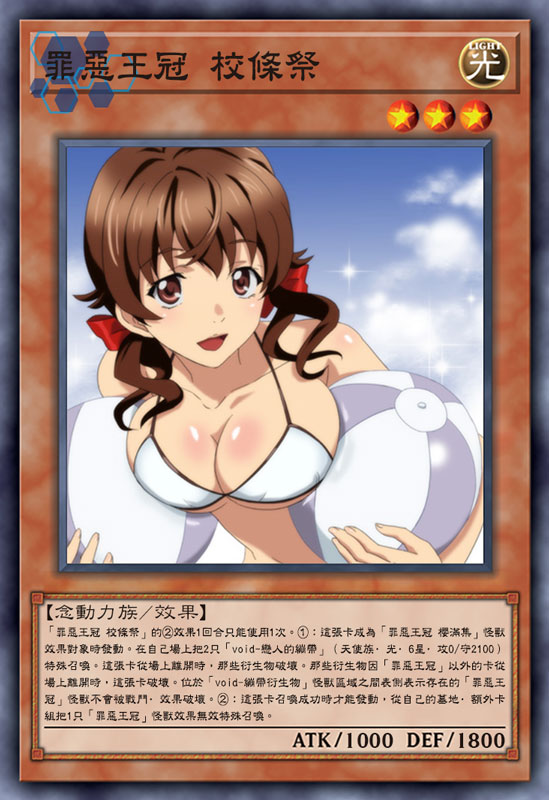 罪惡王冠 校條祭
LIGHT
光
【念動力族／效果】
「罪惡王冠 校條祭」的②效果1回合只能使用1次。①：這張卡成為「罪惡王冠 櫻滿集」怪獸
效果對象時發動。在自己場上把2只「void-戀人的繃帶」（天使族·光·6星·攻0/守2100）
特殊召喚。這張卡從場上離開時，那些衍生物破壞。那些衍生物因「罪惡王冠」以外的卡從
場上離開時，這張卡破壞。位於「void-繃帶衍生物」怪獸區域之間表側表示存在的「罪惡王
冠」怪獸不會被戰鬥·效果破壞。②：這張卡召喚成功時才能發動，從自己的墓地·額外卡
組把1只「罪惡王冠」怪獸效果無效特殊召喚。
ATK/1000 DEF/1800